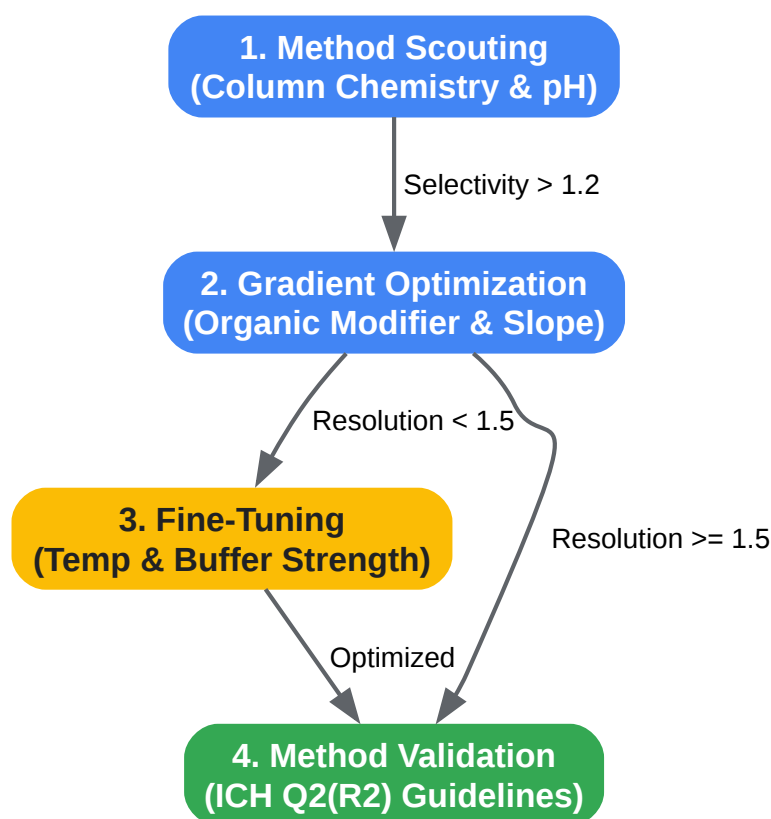 1. Method Scouting
(Column Chemistry & pH)
Selectivity > 1.2
2. Gradient Optimization
(Organic Modifier & Slope)
Resolution < 1.5
3. Fine-Tuning
(Temp & Buffer Strength)
Resolution >= 1.5
Optimized
4. Method Validation
(ICH Q2(R2) Guidelines)